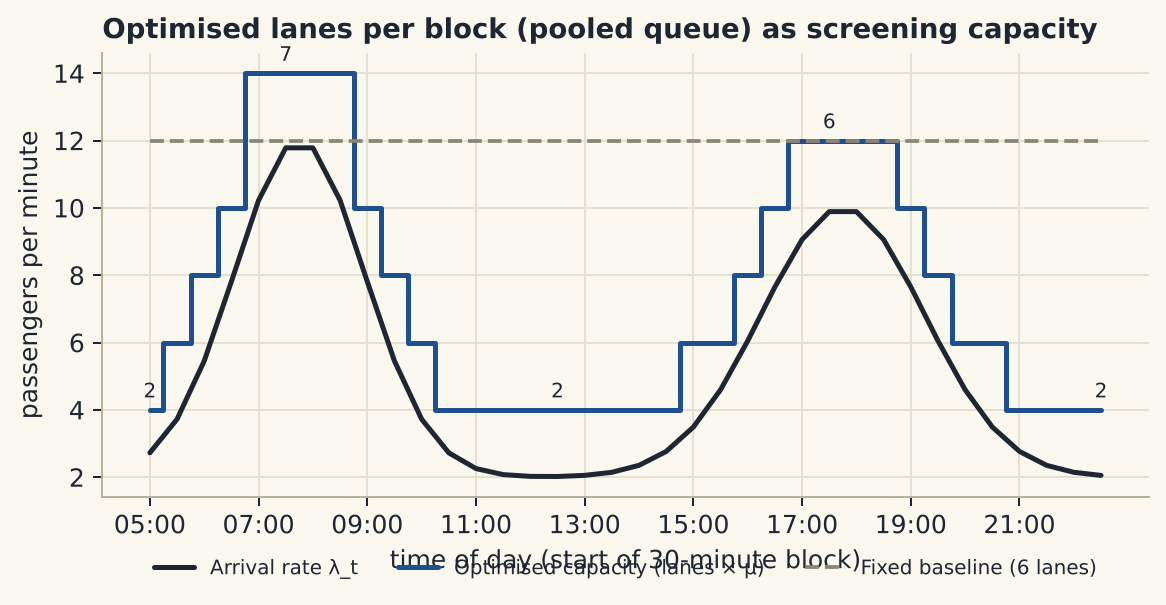 Optimised lanes per block (pooled queue) as screening capacity
passengers per minute
14
12
10
8
6
4
2
7
6
2
2
2
05:00 07:00 09:00 11:00 13:00 15:00 17:00 19:00 21:00
time of day (start of 30-minute block)
Arrival rate λ_t Optimised capacity (lanes × μ) Fixed baseline (6 lanes)